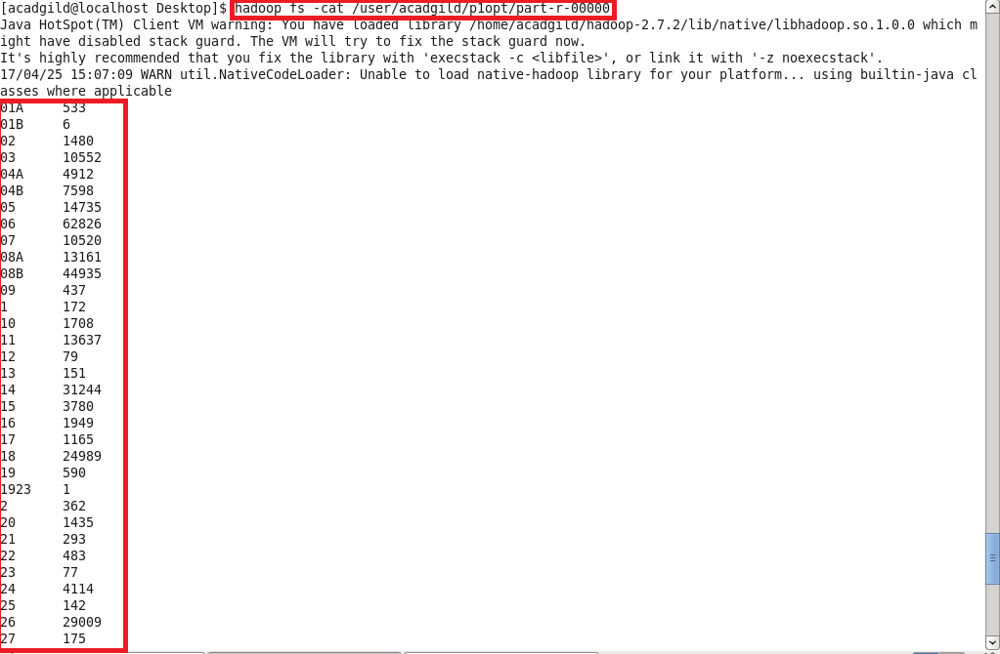 [acadgild@localhost Desktop]$ hadoop fs -cat /user/acadgild/p1opt/part-r-00000
Java HotSpot(TM) Client VM warning: You have loaded library /home/acadgild/hadoop-2.7.2/lib/native/libhadoop.so.1.0.0 which m
ight have disabled stack guard. The VM will try to fix the stack guard now.
It's highly recommended that you fix the library with 'execstack -c <libfile>', or link it with '-z noexecstack'.
17/04/25 15:07:09 WARN util.NativeCodeLoader: Unable to load native-hadoop library for your platform... using builtin-java cl
asses where applicable
01A     533
01B     6
02      1480
03      10552
04A     4912
04B     7598
05      14735
06      62826
07      10520
08A     13161
08B     44935
09      437
1       172
10      1708
11      13637
12      79
13      151
14      31244
15      3780
16      1949
17      1165
18      24989
19      590
1923    1
2       362
20      1435
21      293
22      483
23      77
24      4114
25      142
26      29009
27      175